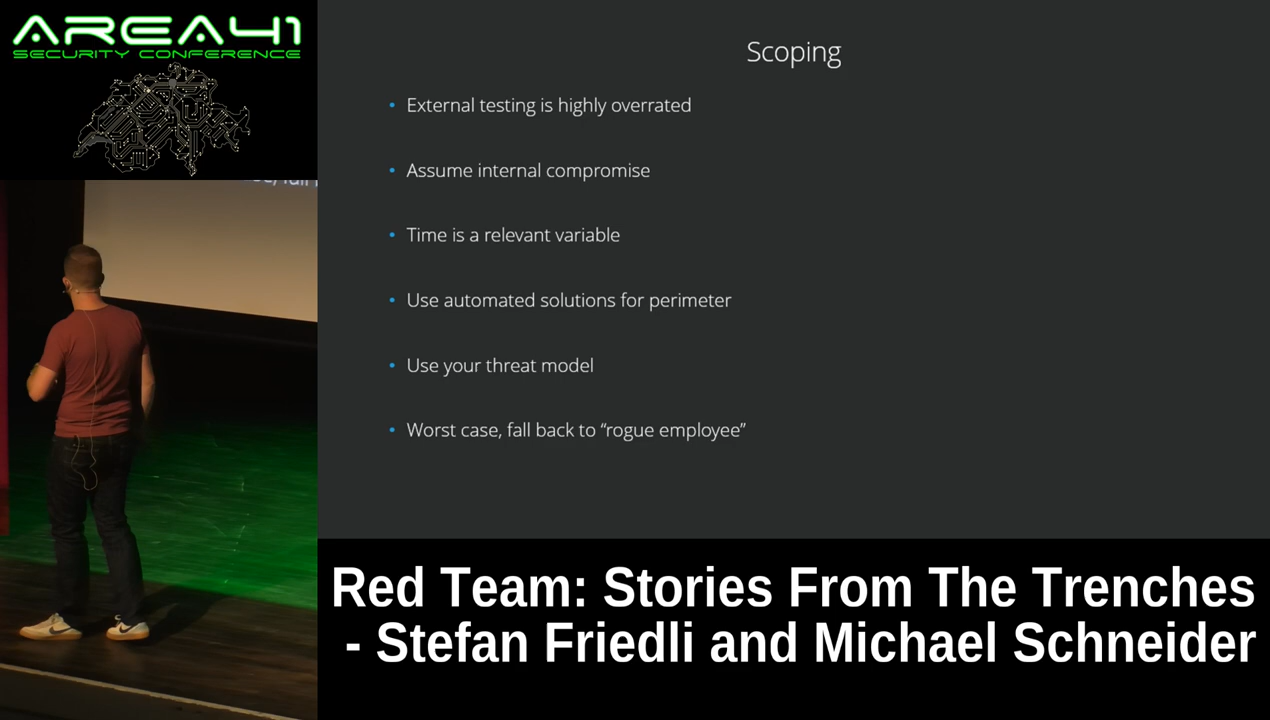 AREA41
SECURITY CONFERENCE
Scoping
• External testing is highly overrated
• Assume internal compromise
• Time is a relevant variable
• Use automated solutions for perimeter
• Use your threat model
• Worst case, fall back to “rogue employee”
Red Team: Stories From The Trenches
- Stefan Friedli and Michael Schneider